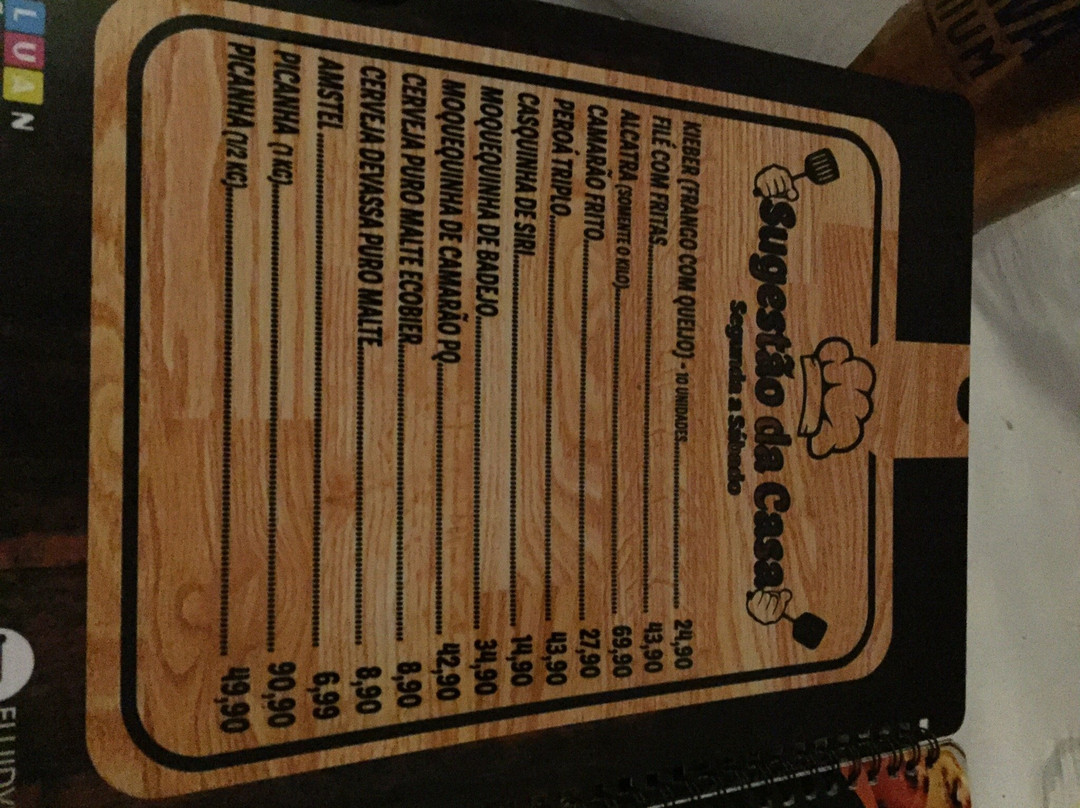 Sugestão da Casa
Segunda a Sábado
KIEBER (FRANGO COM QUEIJO) - 10 UNIDADES 24,90
FILÉ COM FRITAS 43,90
ALCATRA (SOMENTE O KILO) 69,90
CAMARÃO FRITO 27,90
PEROÁ TRIPLO 43,90
CASQUINHA DE SIRI 14,90
MOQUEQUINHA DE BADEJO 34,90
MOQUEQUINHA DE CAMARÃO PQ 42,90
CERVEJA PURO MALTE ECOBIER 8,90
CERVEJA DEVASSA PURO MALTE 8,90
AMSTEL 6,99
PICANHA (1 KG) 90,90
PICANHA (1/2 KG) 49,90
LUAN